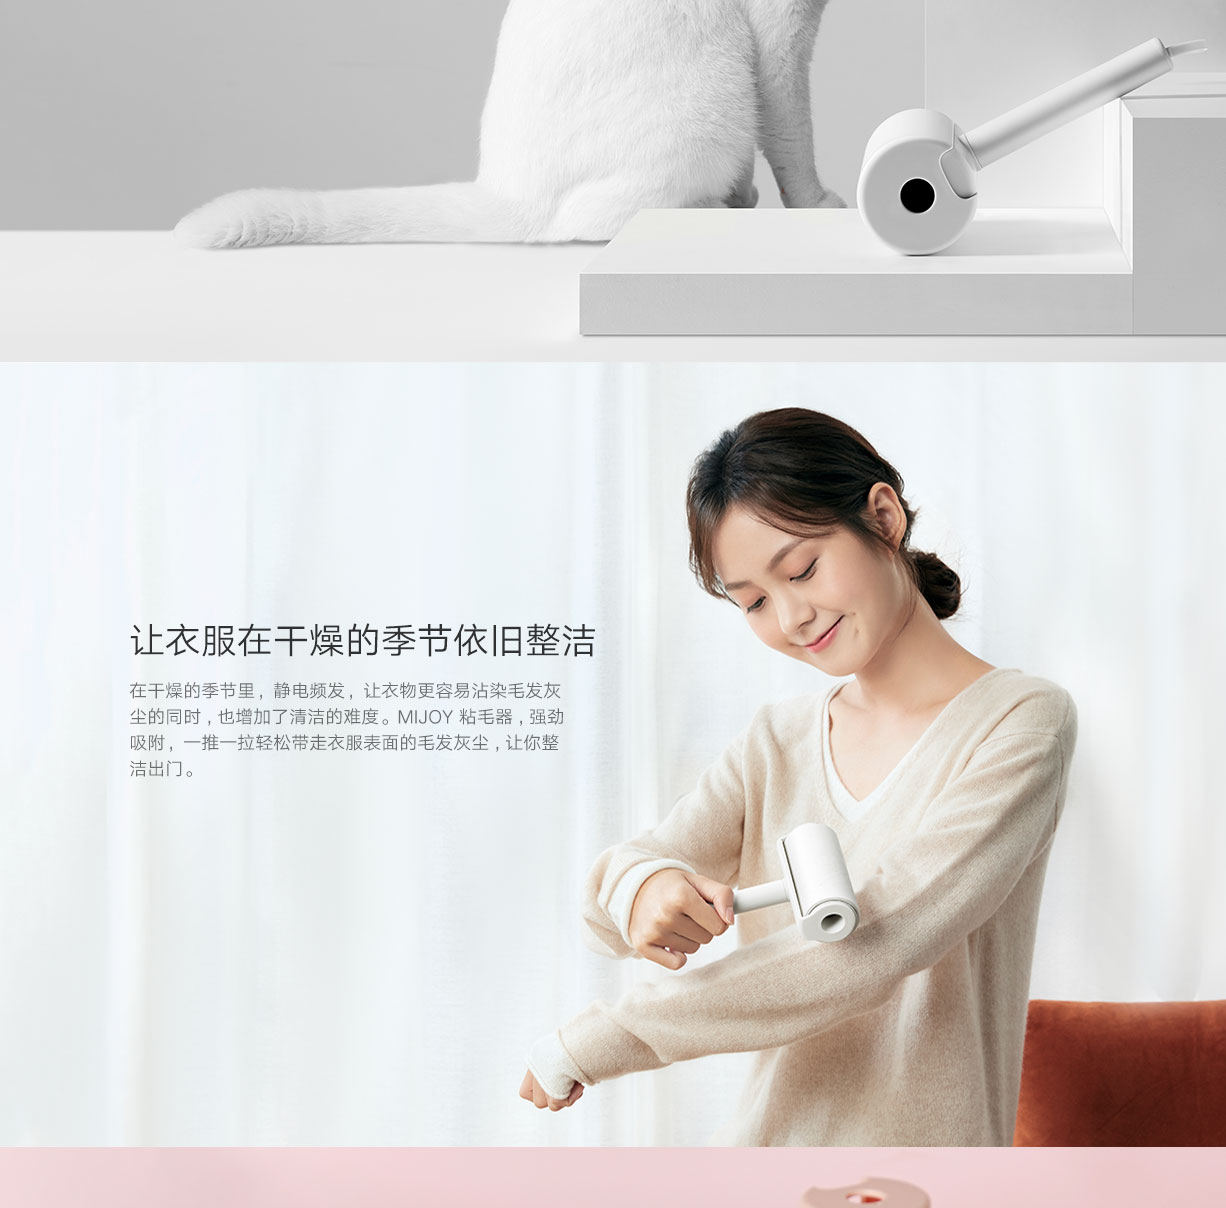 让衣服在干燥的季节依旧整洁
在干燥的季节里，静电频发，让衣物更容易沾染毛发灰
尘的同时，也增加了清洁的难度。MIJOY 粘毛器，强劲
吸附，一推一拉轻松带走衣服表面的毛发灰尘，让你整
洁出门。